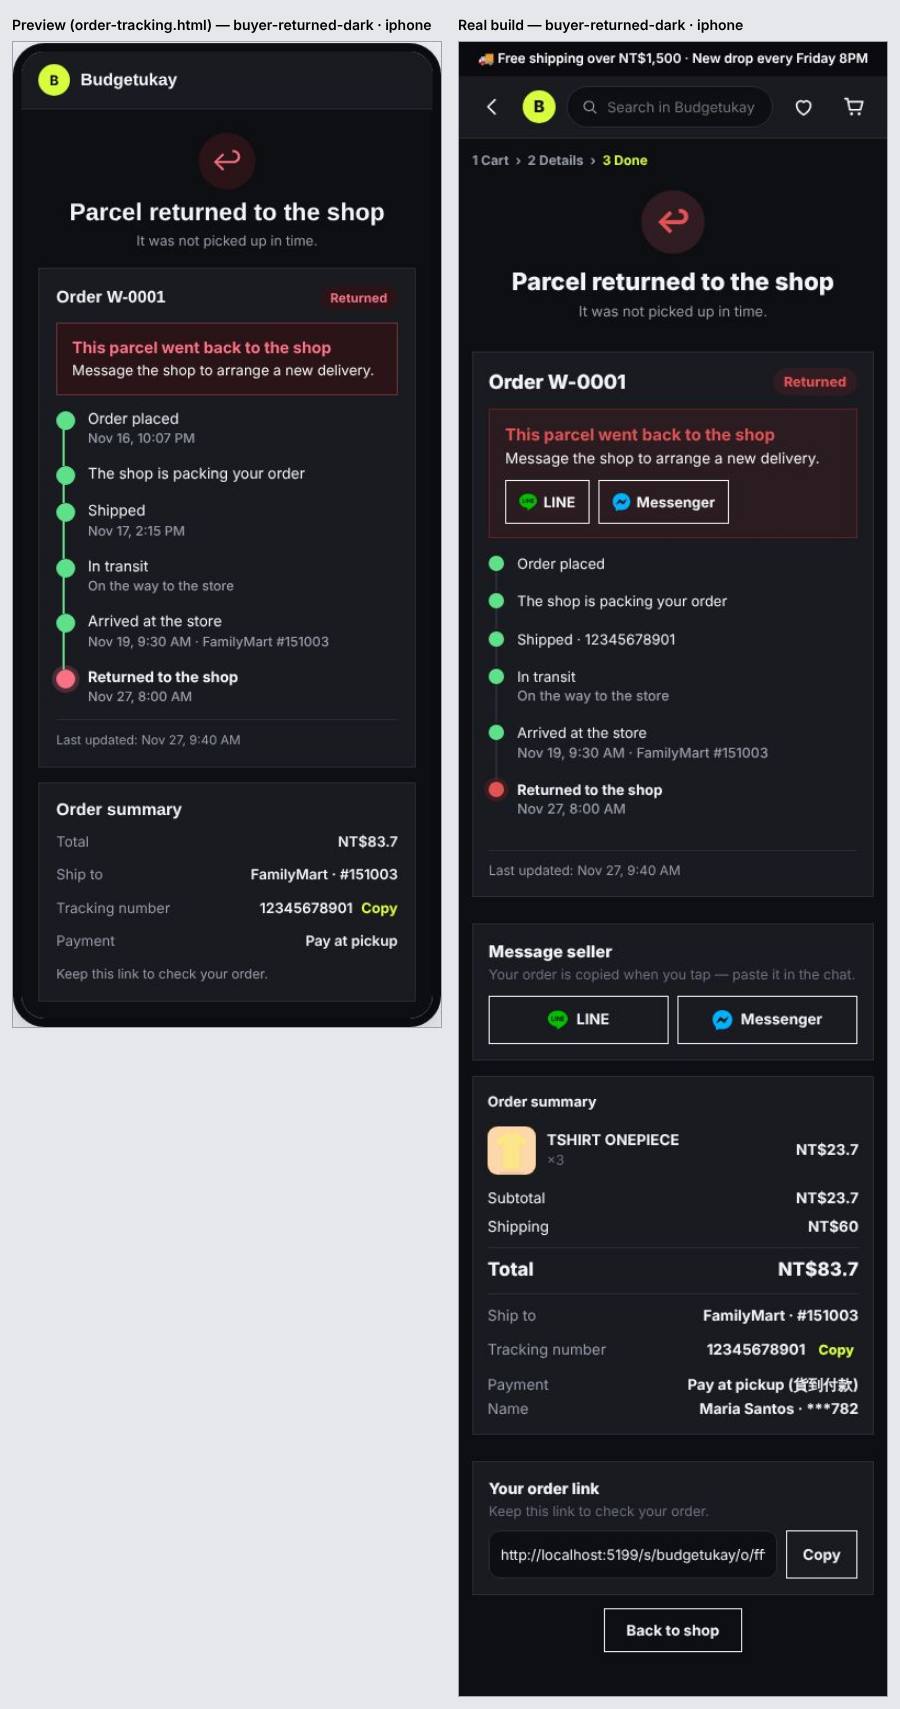 Preview (order-tracking.html) — buyer-returned-dark · iphone
B Budgetukay
Parcel returned to the shop
It was not picked up in time.
Order W-0001 Returned
This parcel went back to the shop
Message the shop to arrange a new delivery.
Order placed
Nov 16, 10:07 PM
The shop is packing your order
Shipped
Nov 17, 2:15 PM
In transit
On the way to the store
Arrived at the store
Nov 19, 9:30 AM · FamilyMart #151003
Returned to the shop
Nov 27, 8:00 AM
Last updated: Nov 27, 9:40 AM
Order summary
Total NT$83.7
Ship to FamilyMart · #151003
Tracking number 12345678901 Copy
Payment Pay at pickup
Keep this link to check your order.
Real build — buyer-returned-dark · iphone
🚚 Free shipping over NT$1,500 · New drop every Friday 8PM
B Search in Budgetukay
1 Cart › 2 Details › 3 Done
Parcel returned to the shop
It was not picked up in time.
Order W-0001 Returned
This parcel went back to the shop
Message the shop to arrange a new delivery.
LINE Messenger
Order placed
The shop is packing your order
Shipped · 12345678901
In transit
On the way to the store
Arrived at the store
Nov 19, 9:30 AM · FamilyMart #151003
Returned to the shop
Nov 27, 8:00 AM
Last updated: Nov 27, 9:40 AM
Message seller
Your order is copied when you tap — paste it in the chat.
LINE Messenger
Order summary
TSHIRT ONEPIECE NT$23.7
×3
Subtotal NT$23.7
Shipping NT$60
Total NT$83.7
Ship to FamilyMart · #151003
Tracking number 12345678901 Copy
Payment Pay at pickup (貨到付款)
Name Maria Santos · ***782
Your order link
Keep this link to check your order.
http://localhost:5199/s/budgetukay/o/ff Copy
Back to shop